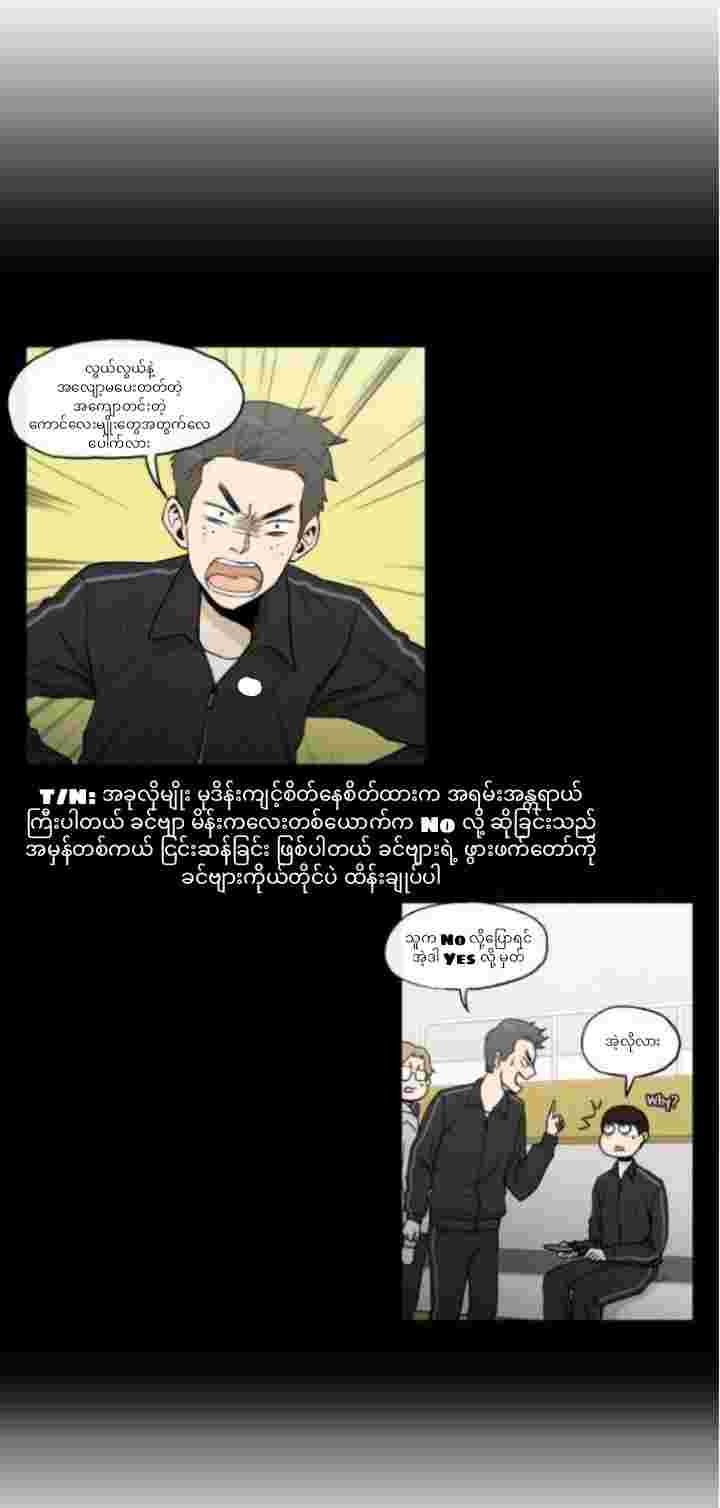 လွယ်လွယ်နဲ့
အလျော့မပေးတတ်တဲ့
အကျောတင်းတဲ့
ကောင်လေးမျိုးတွေအတွက်လေ
ပေါက်လား
T/N: အခုလိုမျိုး မုဒိန်းကျင့်စိတ်နေစိတ်ထားက အရမ်းအန္တရာယ်
ကြီးပါတယ် ခင်ဗျာ မိန်းကလေးတစ်ယောက်က No လို့ ဆိုခြင်းသည်
အမှန်တစ်ကယ် ငြင်းဆန်ခြင်း ဖြစ်ပါတယ် ခင်ဗျားရဲ့ ဖွားဖက်တော်ကို
ခင်ဗျားကိုယ်တိုင်ပဲ ထိန်းချုပ်ပါ
သူက No လို့ပြောရင်
အဲ့ဒါ Yes လို့ မှတ်
အဲ့လိုလား
Why?